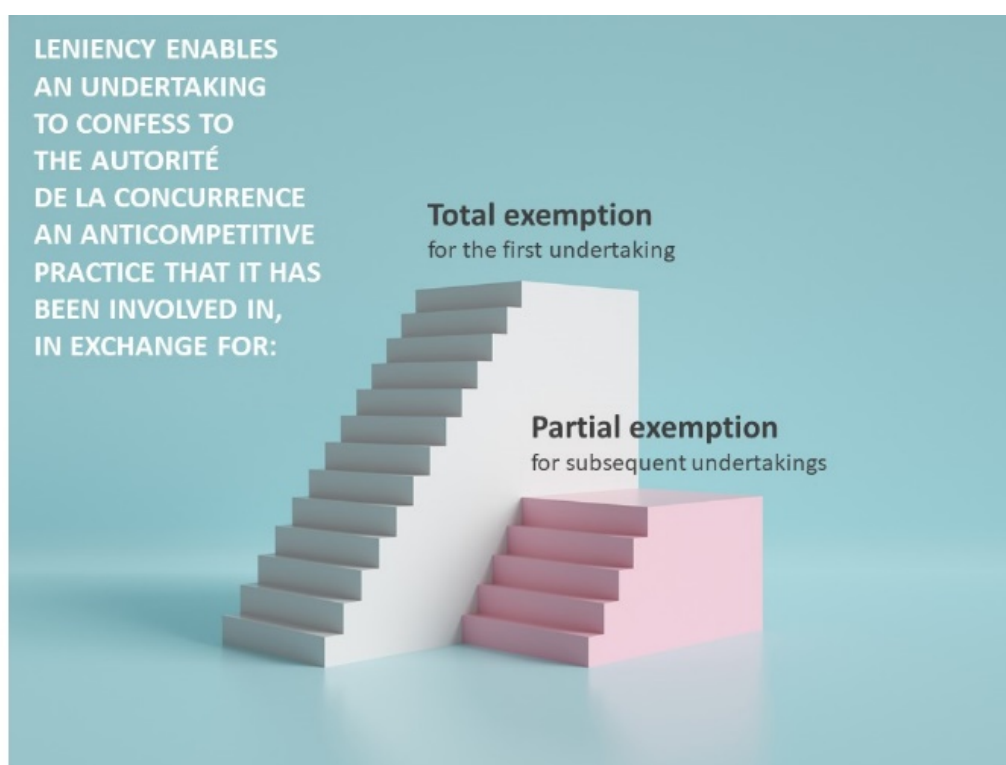 LENIENCY ENABLES
AN UNDERTAKING
TO CONFESS TO
THE AUTORITÉ
DE LA CONCURRENCE
AN ANTICOMPETITIVE
PRACTICE THAT IT HAS
BEEN INVOLVED IN,
IN EXCHANGE FOR:
Total exemption
for the first undertaking
Partial exemption
for subsequent undertakings